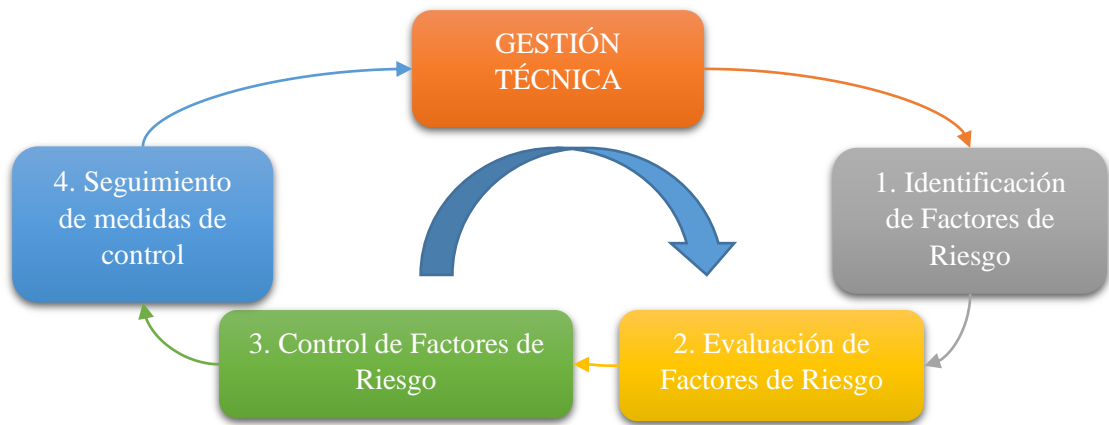 GESTIÓN
TÉCNICA
1. Identificación
de Factores de
Riesgo
2. Evaluación de
Factores de Riesgo
3. Control de Factores de
Riesgo
4. Seguimiento
de medidas de
control